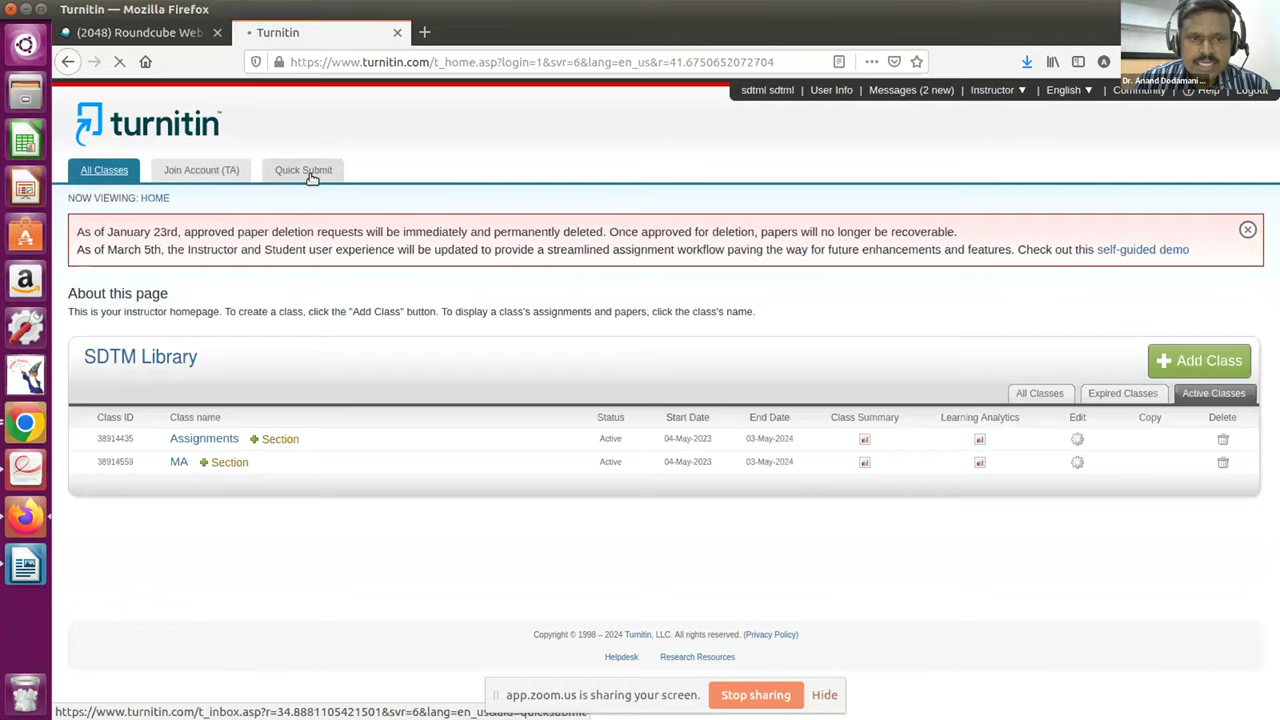 Turnitin — Mozilla Firefox
(2048) Roundcube Web
Turnitin
https://www.turnitin.com/t_home.asp?login=1&svr=6&lang=en_us&r=41.6750652072704
Dr. Anand Dodamani ...
sdtml sdtml
User Info
Messages (2 new)
Instructor ▼
English ▼
Community
Help
Logout
turnitin
All Classes
Join Account (TA)
Quick Submit
NOW VIEWING: HOME
As of January 23rd, approved paper deletion requests will be immediately and permanently deleted. Once approved for deletion, papers will no longer be recoverable.
As of March 5th, the Instructor and Student user experience will be updated to provide a streamlined assignment workflow paving the way for future enhancements and features. Check out this self-guided demo
About this page
This is your instructor homepage. To create a class, click the "Add Class" button. To display a class's assignments and papers, click the class's name.
SDTM Library
Add Class
All Classes
Expired Classes
Active Classes
Class ID Class name Status Start Date End Date Class Summary Learning Analytics Edit Copy Delete
38914435 Assignments Section Active 04-May-2023 03-May-2024
38914559 MA Section Active 04-May-2023 03-May-2024
Copyright © 1998 – 2024 Turnitin, LLC. All rights reserved. (Privacy Policy)
Helpdesk Research Resources
app.zoom.us is sharing your screen. Stop sharing Hide
https://www.turnitin.com/t_inbox.asp?r=34.8881105421501&svr=6&lang=en_us&aid=quicksubmit